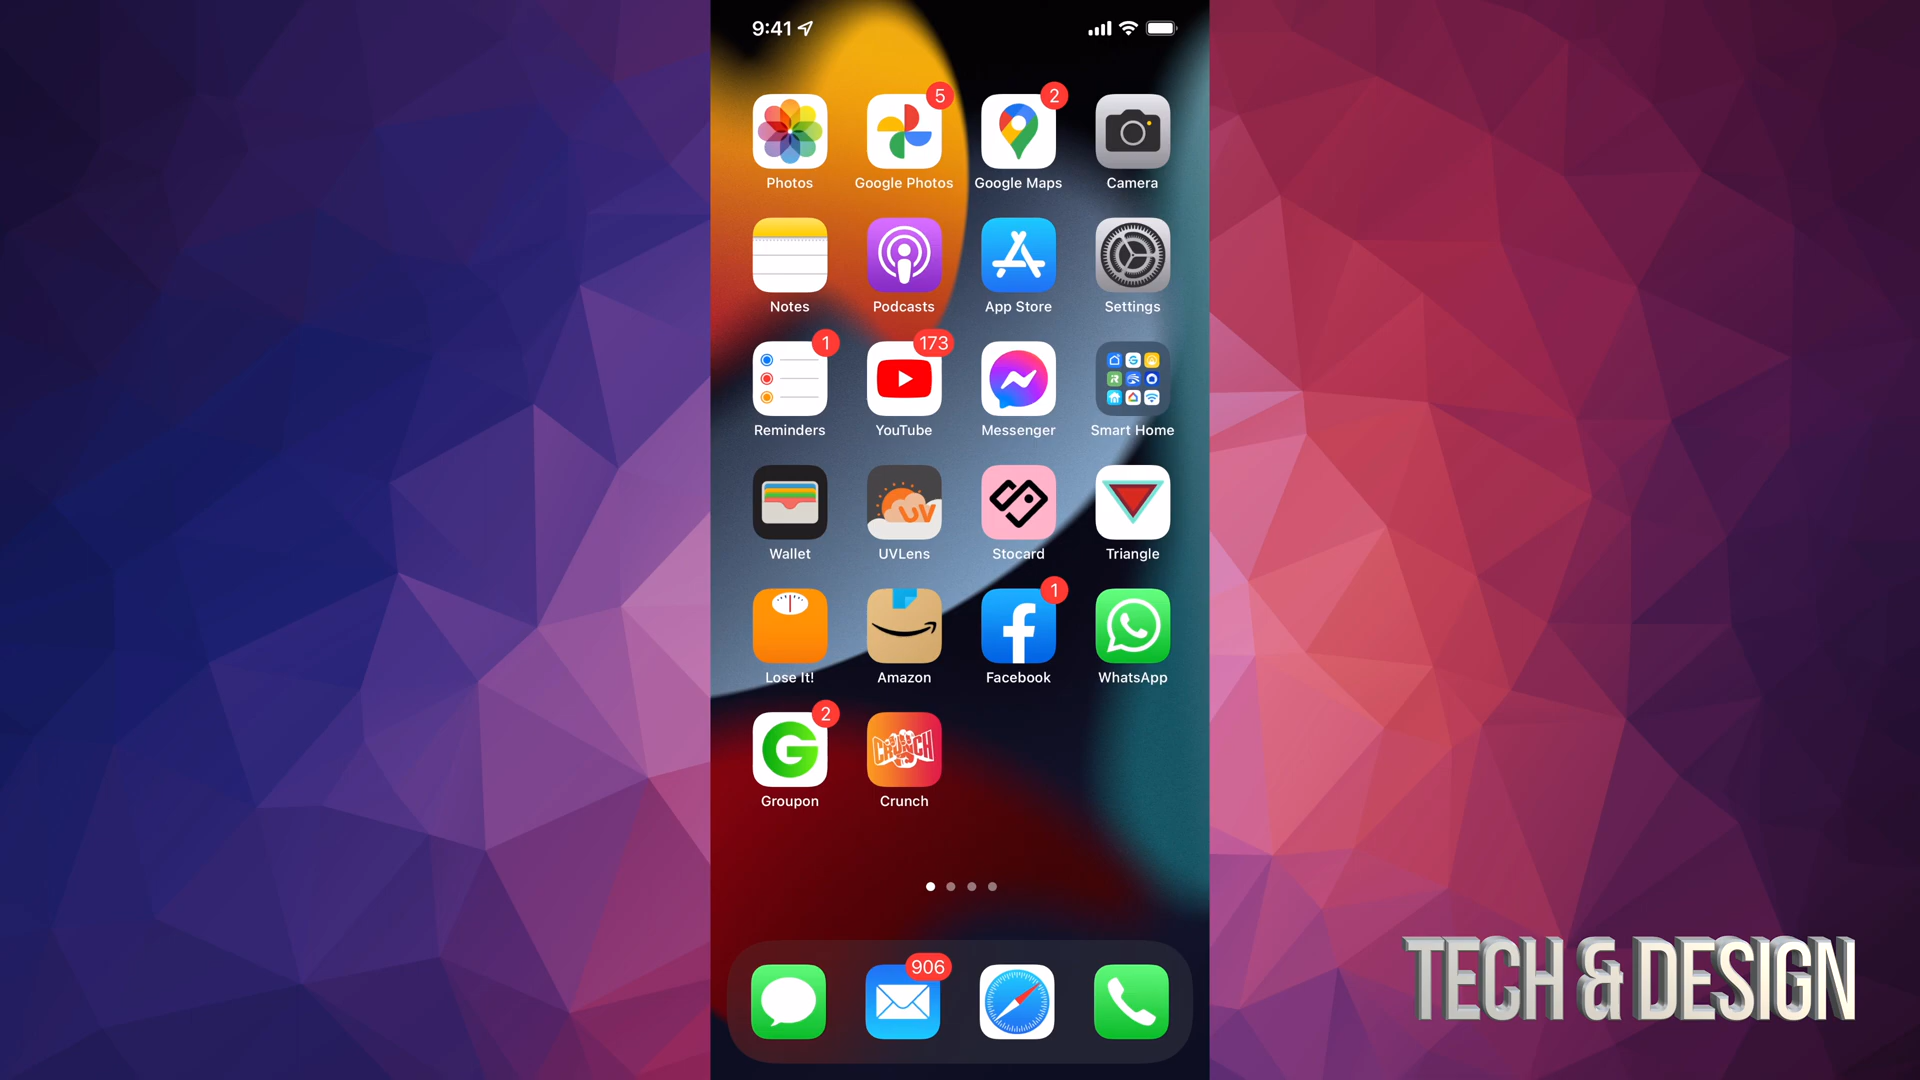 9:41
5
2
Photos
Google Photos
Google Maps
Camera
Notes
Podcasts
App Store
Settings
1
173
Reminders
YouTube
Messenger
Smart Home
UV
Wallet
UVLens
Stocard
Triangle
1
Lose It!
Amazon
Facebook
WhatsApp
2
G
CRUNCH
Groupon
Crunch
906
TECH & DESIGN